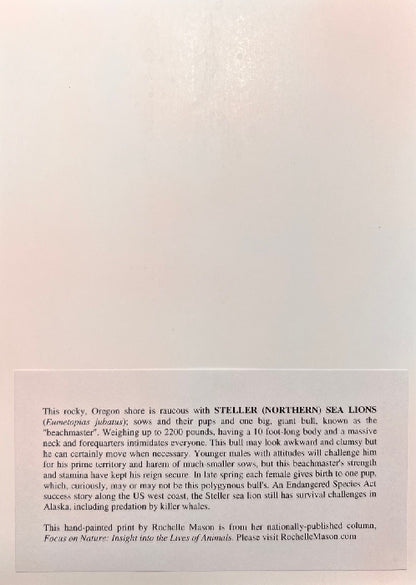 This rocky, Oregon shore is raucous with STELLER (NORTHERN) SEA LIONS
(Eumetopias jubatus); sows and their pups and one big, giant bull, known as the
"beachmaster". Weighing up to 2200 pounds, having a 10 foot-long body and a massive
neck and forequarters intimidates everyone. This bull may look awkward and clumsy but
he can certainly move when necessary. Younger males with attitudes will challenge him
for his prime territory and harem of much-smaller sows, but this beachmaster's strength
and stamina have kept his reign secure. In late spring each female gives birth to one pup,
which, curiously, may or may not be this polygynous bull's. An Endangered Species Act
success story along the US west coast, the Steller sea lion still has survival challenges in
Alaska, including predation by killer whales.
This hand-painted print by Rochelle Mason is from her nationally-published column,
Focus on Nature: Insight into the Lives of Animals. Please visit RochelleMason.com